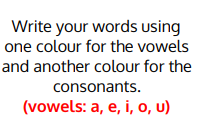 Write your words using
one colour for the vowels
and another colour for the
consonants.
(vowels: a, e, i, o, u)